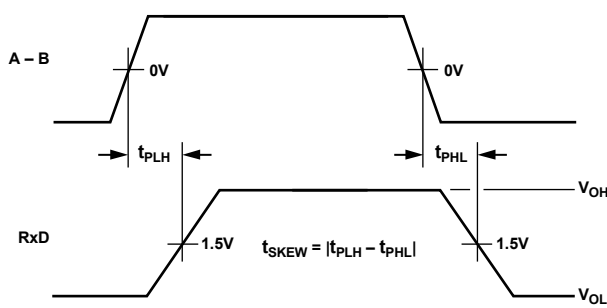 A – B
0V
0V
tPLH
tPHL
VOH
RxD
1.5V
tSKEW = |tPLH – tPHL|
1.5V
VOL